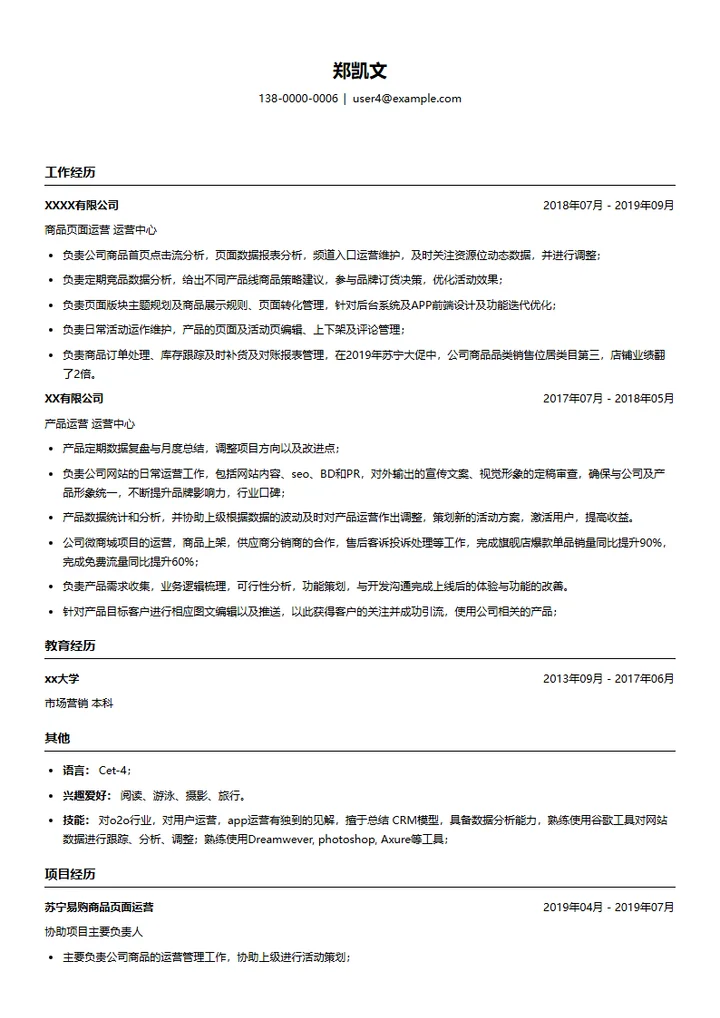 郑凯文
138-0000-0006 | user4@example.com
工作经历
XXXX有限公司 2018年07月 - 2019年09月
商品页面运营 运营中心
• 负责公司商品首页点击流分析，页面数据报表分析，频道入口运营维护，及时关注资源位动态数据，并进行调整；
• 负责定期竞品数据分析，给出不同产品线商品策略建议，参与品牌订货决策，优化活动效果；
• 负责页面版块主题规划及商品展示规则、页面转化管理，针对后台系统及APP前端设计及功能迭代优化；
• 负责日常活动运作维护，产品的页面及活动页编辑、上下架及评论管理；
• 负责商品订单处理、库存跟踪及时补货及对账报表管理，在2019年苏宁大促中，公司商品品类销售位居类目第三，店铺业绩翻
了2倍。
XX有限公司 2017年07月 - 2018年05月
产品运营 运营中心
• 产品定期数据复盘与月度总结，调整项目方向以及改进点；
• 负责公司网站的日常运营工作，包括网站内容、seo、BD和PR，对外输出的宣传文案、视觉形象的定稿审查，确保与公司及产
品形象统一，不断提升品牌影响力，行业口碑；
• 产品数据统计和分析，并协助上级根据数据的波动及时对产品运营作出调整，策划新的活动方案，激活用户，提高收益。
• 公司微商城项目的运营，商品上架，供应商分销商的合作，售后客诉投诉处理等工作，完成旗舰店爆款单品销量同比提升90%，
完成免费流量同比提升60%；
• 负责产品需求收集，业务逻辑梳理，可行性分析，功能策划，与开发沟通完成上线后的体验与功能的改善。
• 针对产品目标客户进行相应图文编辑以及推送，以此获得客户的关注并成功引流，使用公司相关的产品；
教育经历
xx大学 2013年09月 - 2017年06月
市场营销 本科
其他
• 语言： Cet-4；
• 兴趣爱好： 阅读、游泳、摄影、旅行。
• 技能： 对o2o行业，对用户运营，app运营有独到的见解，擅于总结 CRM模型，具备数据分析能力，熟练使用谷歌工具对网站
数据进行跟踪、分析、调整；熟练使用Dreamwever, photoshop, Axure等工具；
项目经历
苏宁易购商品页面运营 2019年04月 - 2019年07月
协助项目主要负责人
• 主要负责公司商品的运营管理工作，协助上级进行活动策划；